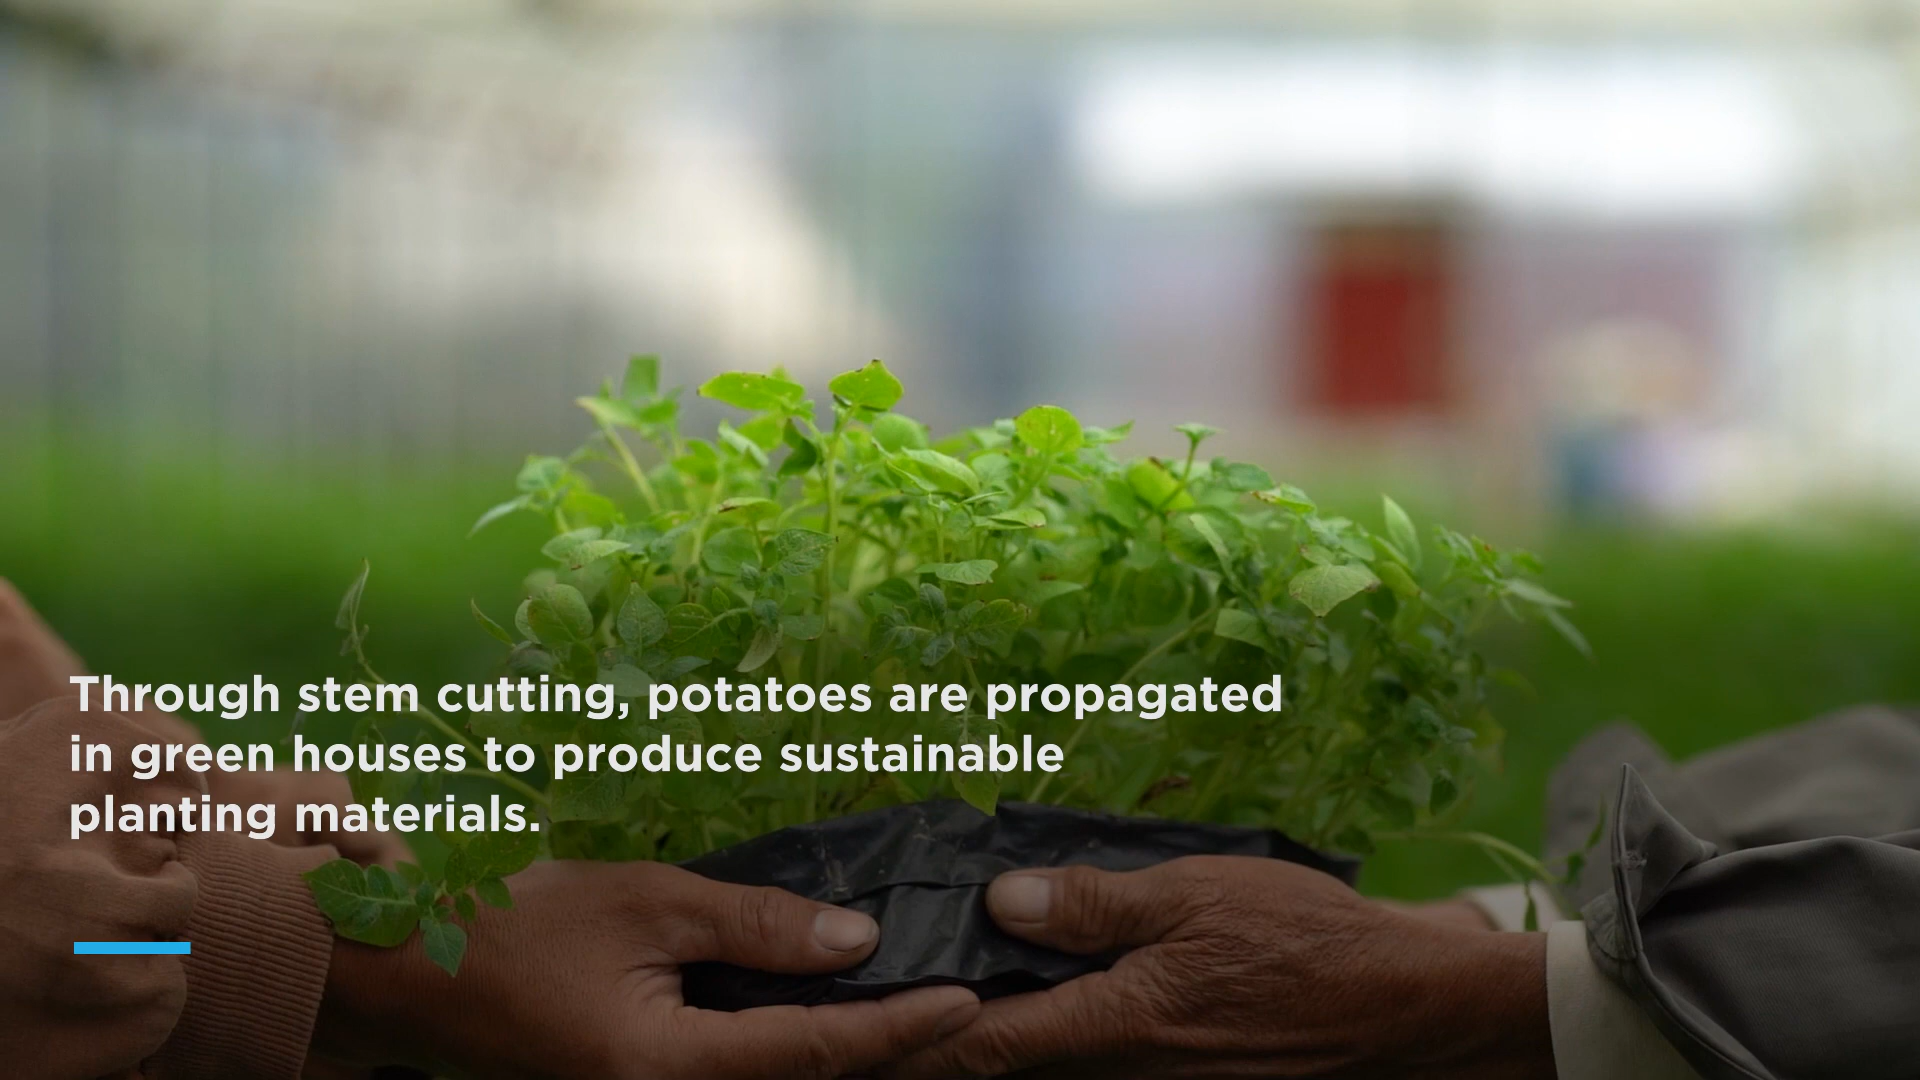 Through stem cutting, potatoes are propagated
in green houses to produce sustainable
planting materials.